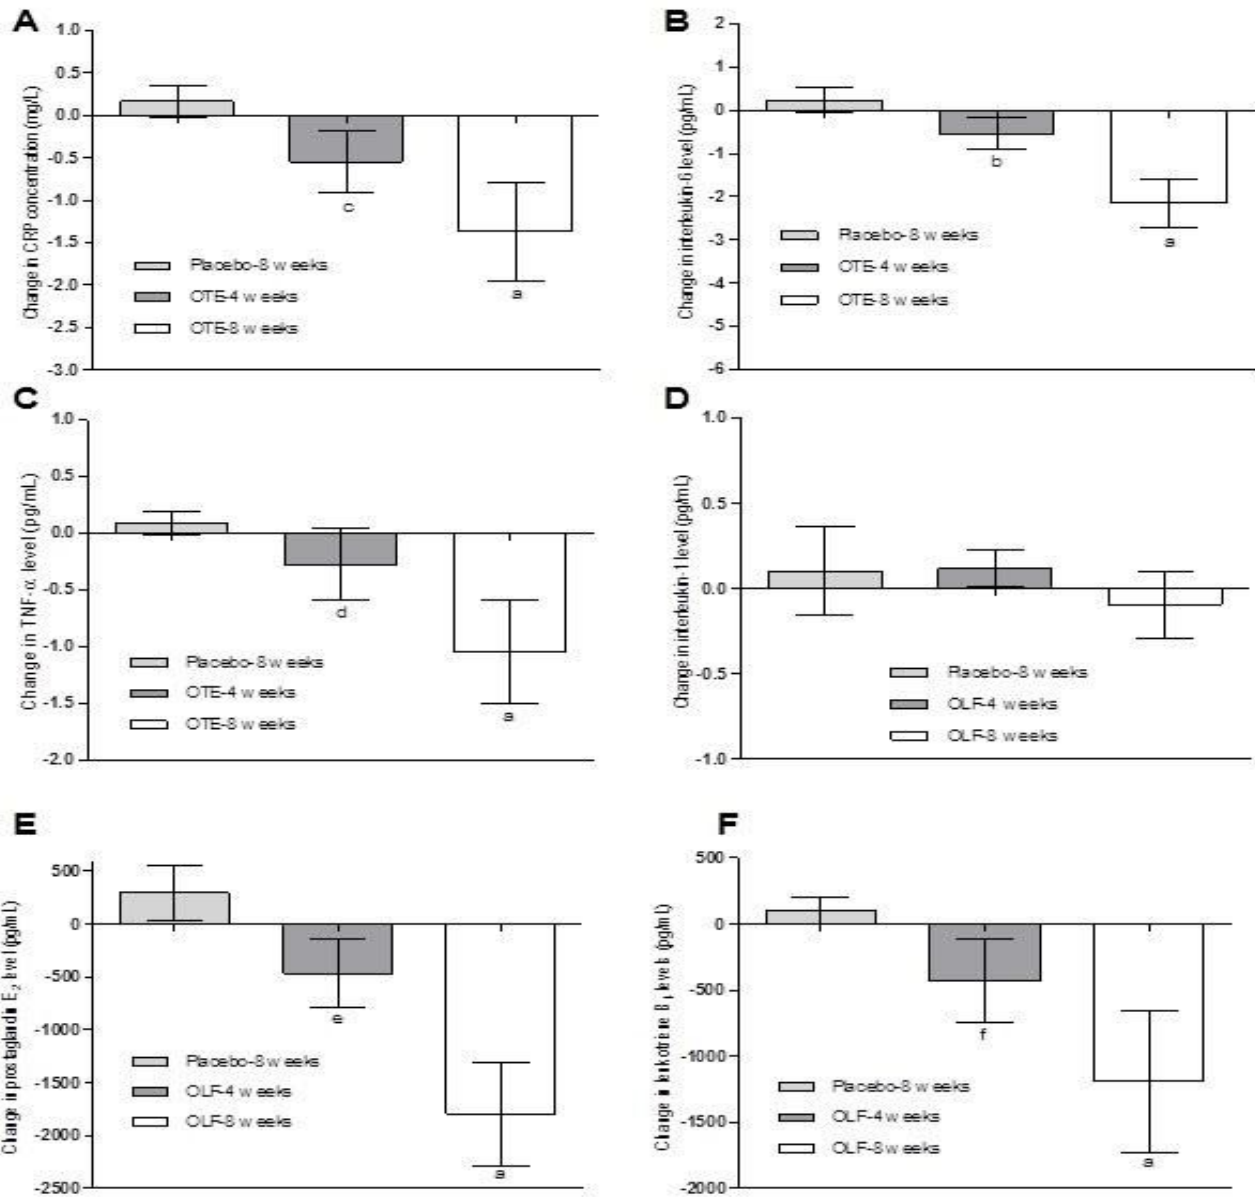 A
1.0
0.5
0.0
-0.5
-1.0
-1.5
-2.0
-2.5
-3.0
Change in CRP concentration (mg/L)
c
a
Placebo-8 weeks
OTE-4 weeks
OTE-8 weeks
B
2
1
0
-1
-2
-3
-4
-5
-6
Change in interleukin-6 level (pg/mL)
b
a
Placebo-8 weeks
OTE-4 weeks
OTE-8 weeks
C
1.0
0.5
0.0
-0.5
-1.0
-1.5
-2.0
Change in TNF-α level (pg/mL)
d
a
Placebo-8 weeks
OTE-4 weeks
OTE-8 weeks
D
1.0
0.5
0.0
-0.5
-1.0
Change in interleukin-1 level (pg/mL)
Placebo-8 weeks
OLF-4 weeks
OLF-8 weeks
E
500
0
-500
-1000
-1500
-2000
-2500
Change in prostaglandin E₂ level (pg/mL)
e
a
Placebo-8 weeks
OLF-4 weeks
OLF-8 weeks
F
500
0
-500
-1000
-1500
-2000
Change in leukotriene levels (pg/mL)
f
a
Placebo-8 weeks
OLF-4 weeks
OLF-8 weeks